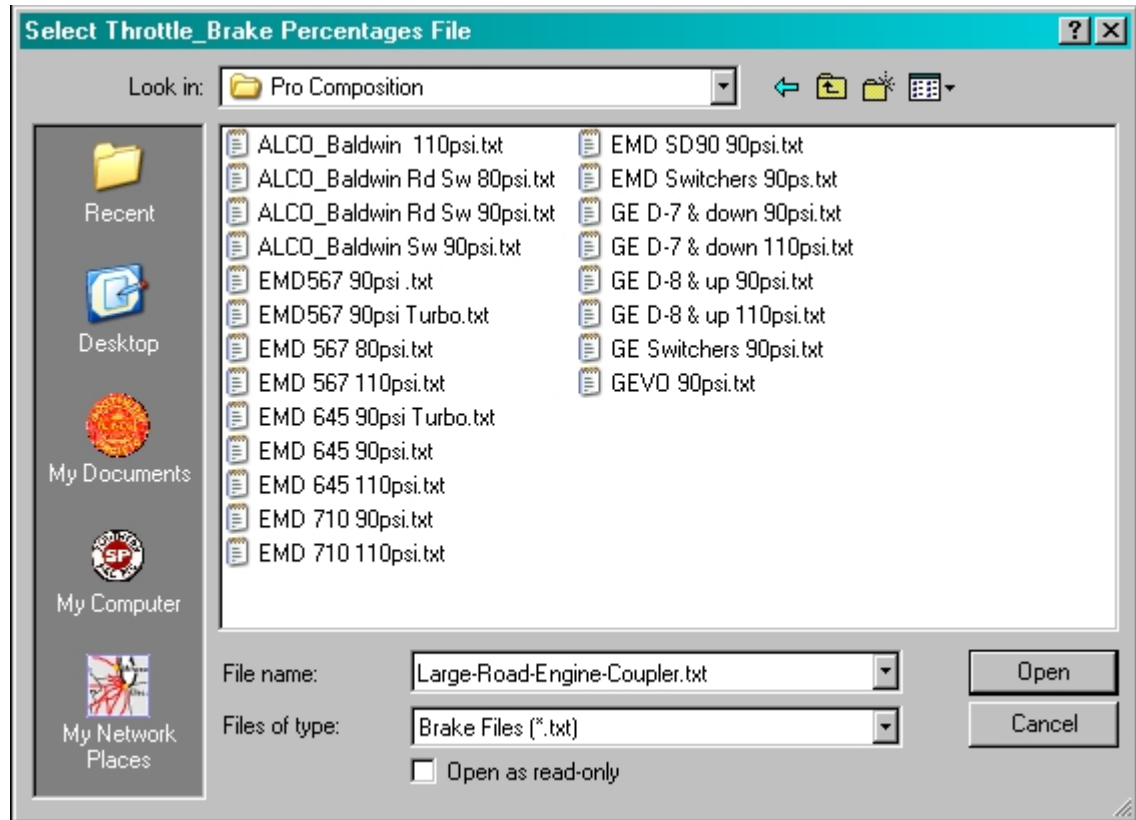 Select Throttle_Brake Percentages File
Look in: Pro Composition
Recent
Desktop
My Documents
My Computer
My Network
Places
ALCO_Baldwin  110psi.txt
ALCO_Baldwin Rd Sw 80psi.txt
ALCO_Baldwin Rd Sw 90psi.txt
ALCO_Baldwin Sw 90psi.txt
EMD567 90psi .txt
EMD567 90psi Turbo.txt
EMD 567 80psi.txt
EMD 567 110psi.txt
EMD 645 90psi Turbo.txt
EMD 645 90psi.txt
EMD 645 110psi.txt
EMD 710 90psi.txt
EMD 710 110psi.txt
EMD SD90 90psi.txt
EMD Switchers 90ps.txt
GE D-7 & down 90psi.txt
GE D-7 & down 110psi.txt
GE D-8 & up 90psi.txt
GE D-8 & up 110psi.txt
GE Switchers 90psi.txt
GEVO 90psi.txt
File name: Large-Road-Engine-Coupler.txt
Open
Files of type: Brake Files (*.txt)
Cancel
Open as read-only
SP